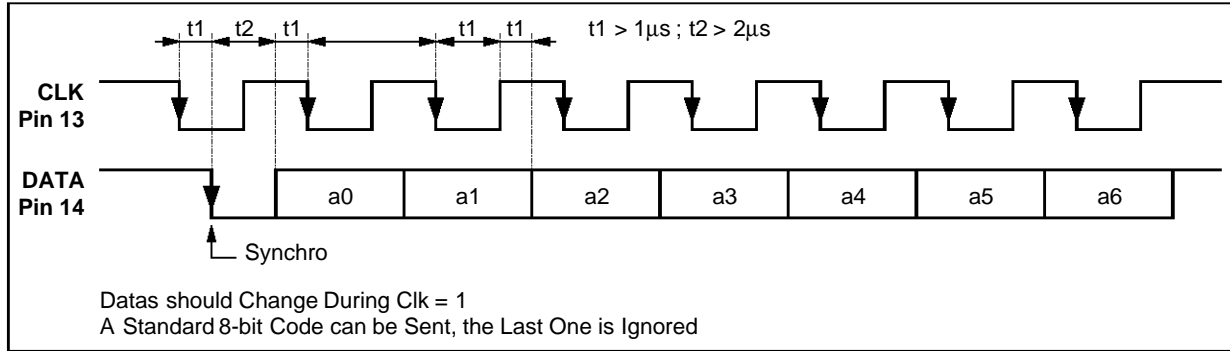 t1 t2 t1 t1 t1 t1 > 1μs ; t2 > 2μs
CLK
Pin 13
DATA
Pin 14
a0 a1 a2 a3 a4 a5 a6
Synchro
Datas should Change During Clk = 1
A Standard 8-bit Code can be Sent, the Last One is Ignored